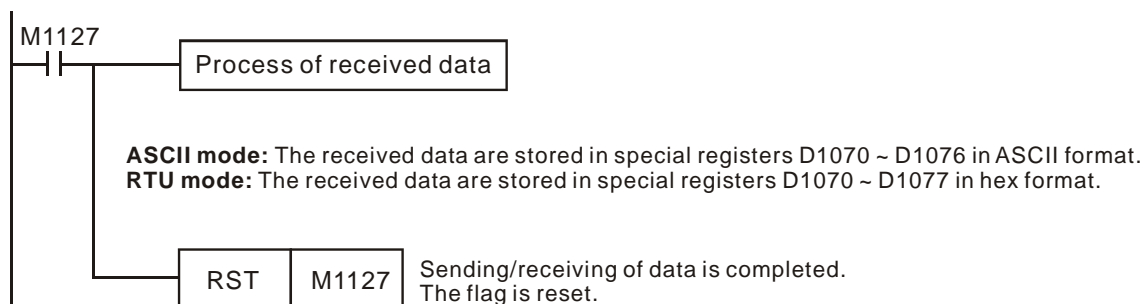 M1127
Process of received data
ASCII mode: The received data are stored in special registers D1070 ~ D1076 in ASCII format.
RTU mode: The received data are stored in special registers D1070 ~ D1077 in hex format.
RST M1127 Sending/receiving of data is completed.
The flag is reset.